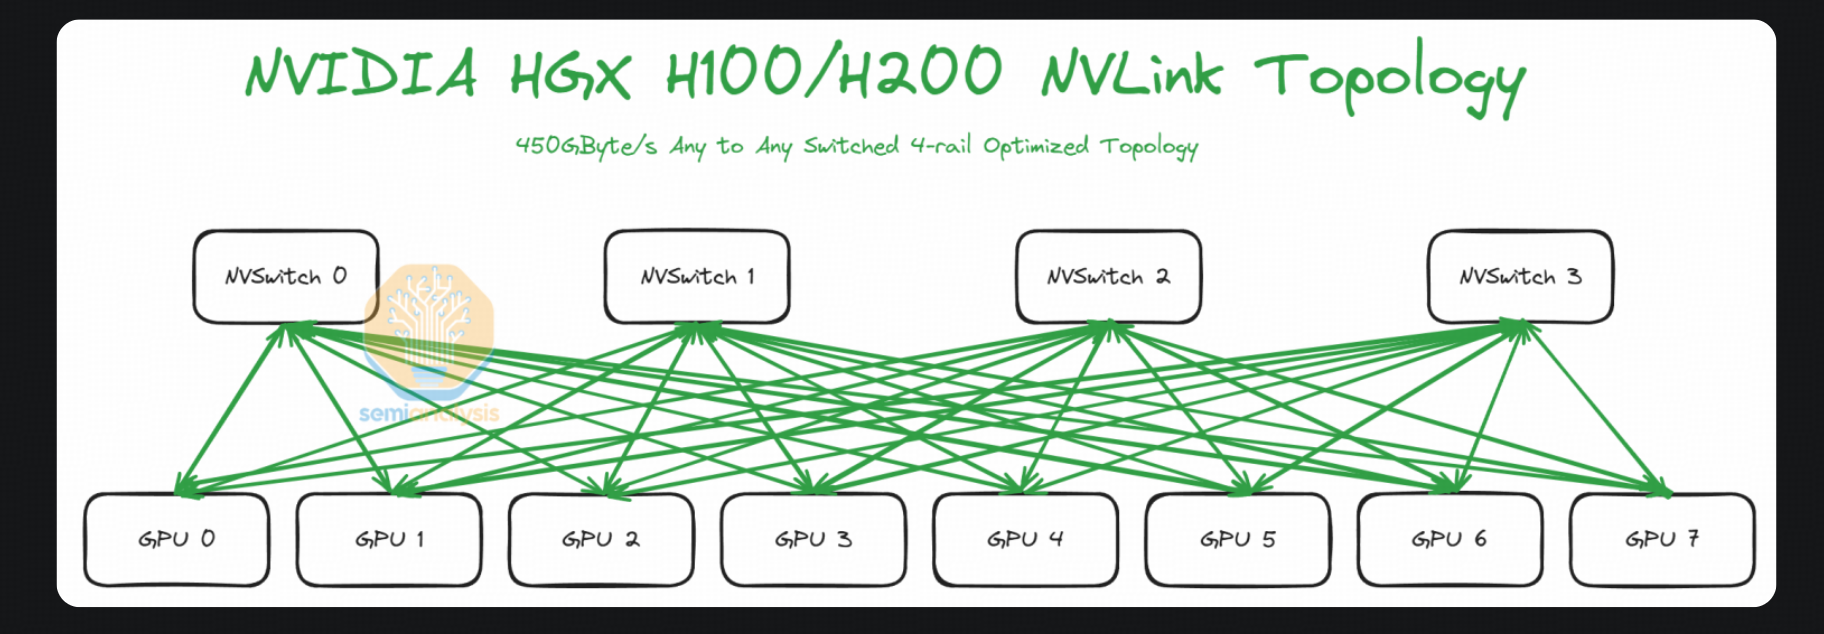 NVIDIA HGX H100/H200 NVLink Topology
450GByte/s Any to Any Switched 4-rail Optimized Topology
NVSwitch 0
NVSwitch 1
NVSwitch 2
NVSwitch 3
semianalysis
GPU 0
GPU 1
GPU 2
GPU 3
GPU 4
GPU 5
GPU 6
GPU 7